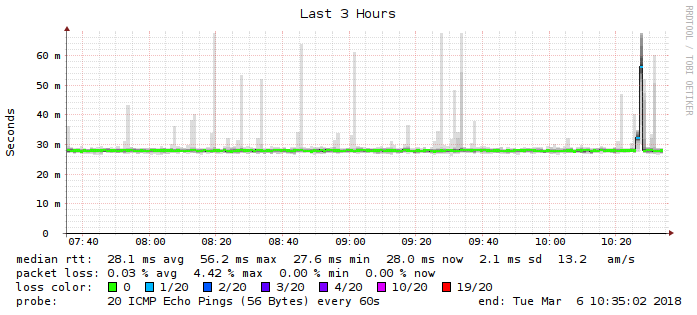 Last 3 Hours
RRDTOOL / TOBI OETIKER
Seconds
60 m
50 m
40 m
30 m
20 m
10 m
0
07:40 08:00 08:20 08:40 09:00 09:20 09:40 10:00 10:20
median rtt: 28.1 ms avg 56.2 ms max 27.6 ms min 28.0 ms now 2.1 ms sd 13.2 am/s
packet loss: 0.03 % avg 4.42 % max 0.00 % min 0.00 % now
loss color: 0 1/20 2/20 3/20 4/20 10/20 19/20
probe: 20 ICMP Echo Pings (56 Bytes) every 60s end: Tue Mar 6 10:35:02 2018